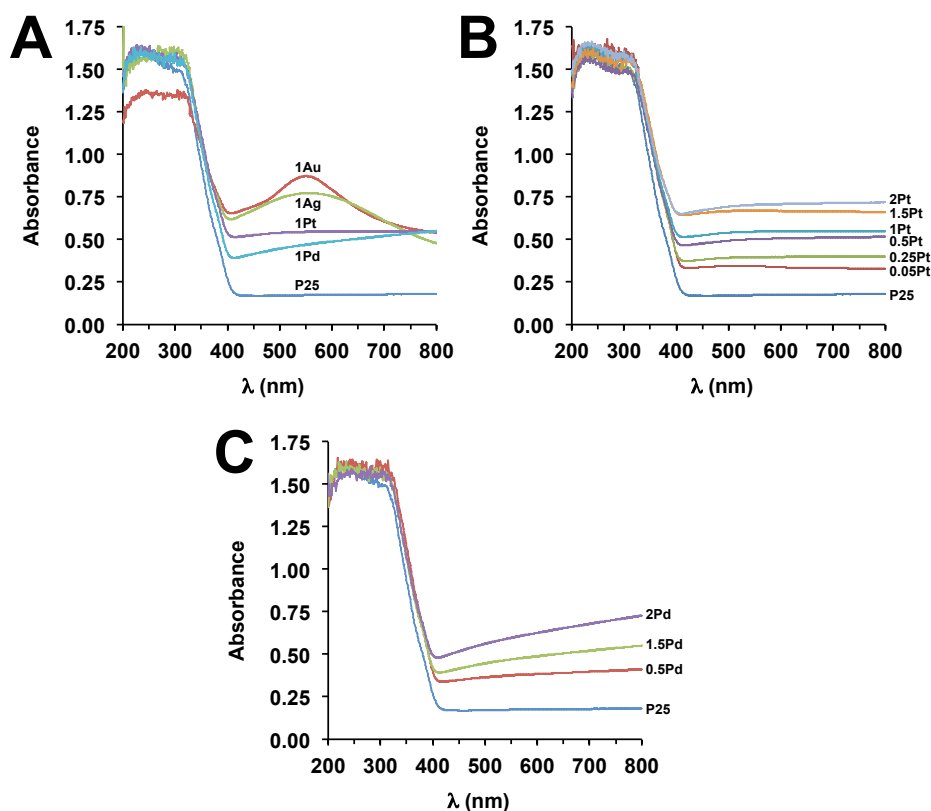 A
Absorbance
1.75
1.50
1.25
1.00
0.75
0.50
0.25
0.00
1Au
1Ag
1Pt
1Pd
P25
200 300 400 500 600 700 800
λ (nm)
B
Absorbance
1.75
1.50
1.25
1.00
0.75
0.50
0.25
0.00
2Pt
1.5Pt
1Pt
0.5Pt
0.25Pt
0.05Pt
P25
200 300 400 500 600 700 800
λ (nm)
C
Absorbance
1.75
1.50
1.25
1.00
0.75
0.50
0.25
0.00
2Pd
1.5Pd
0.5Pd
P25
200 300 400 500 600 700 800
λ (nm)